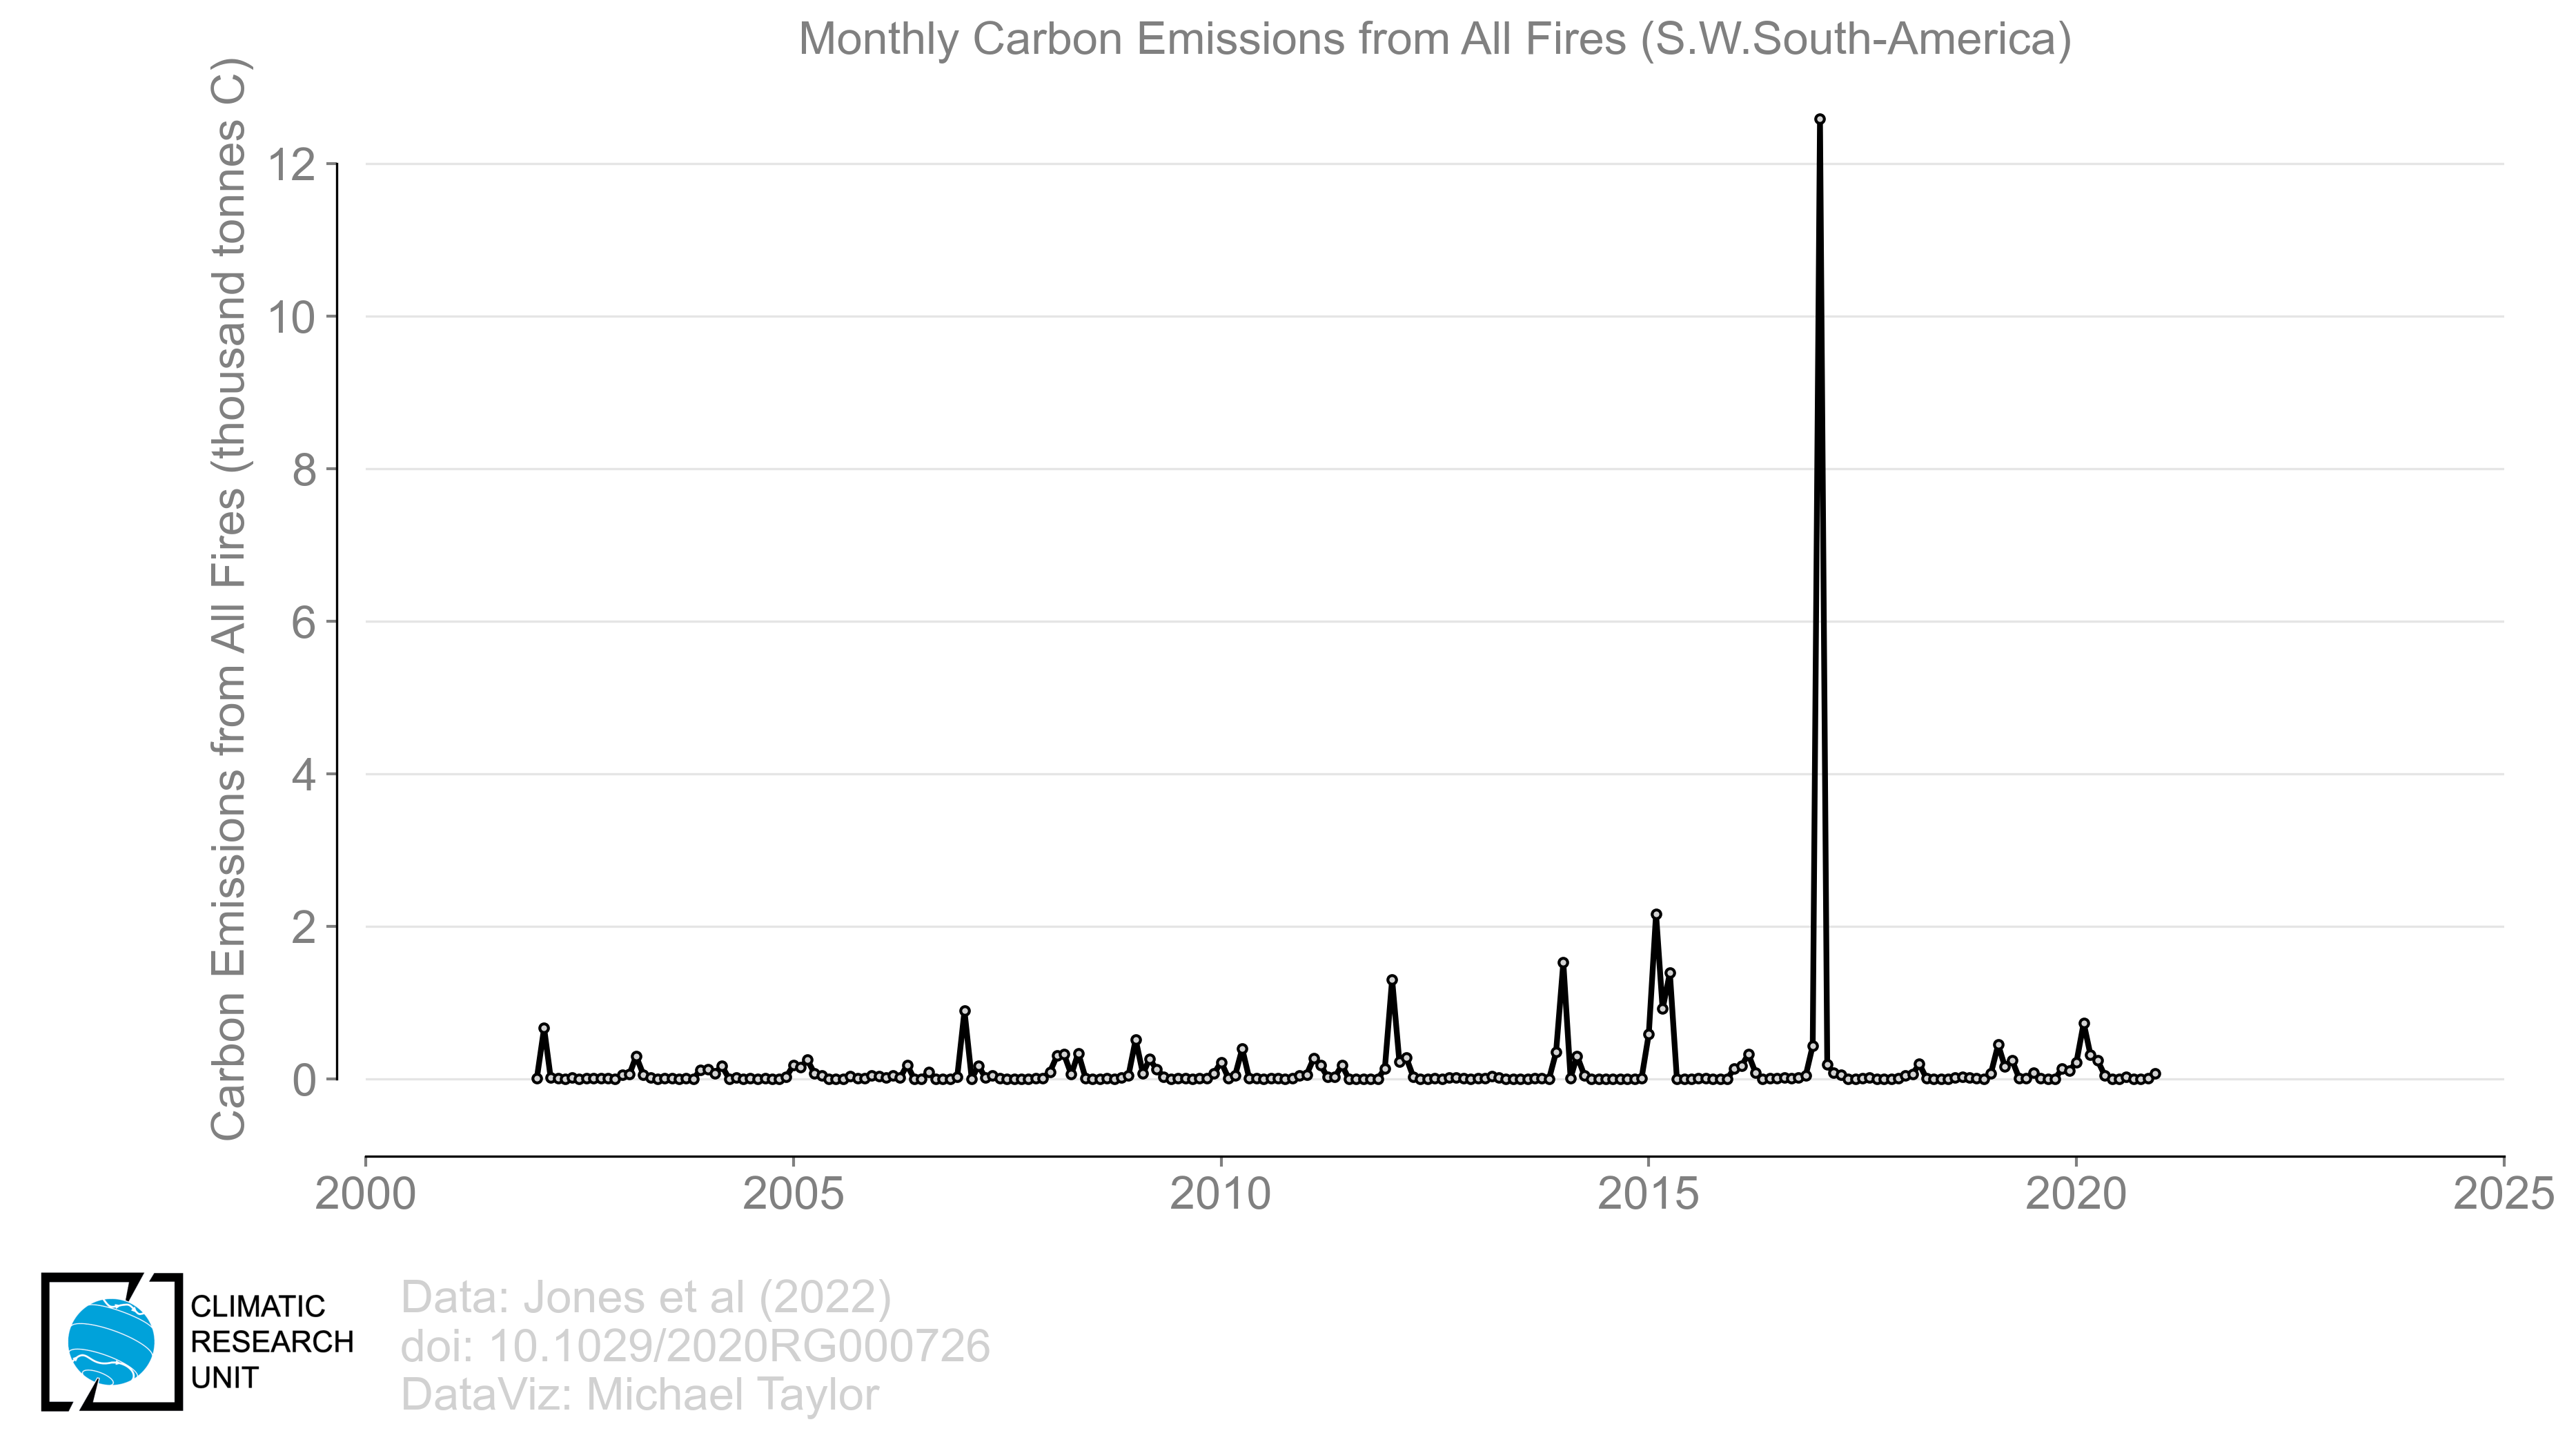 Monthly Carbon Emissions from All Fires (S.W.South-America)
Carbon Emissions from All Fires (thousand tonnes C)
12
10
8
6
4
2
0
2000 2005 2010 2015 2020 2025
CLIMATIC
RESEARCH
UNIT
Data: Jones et al (2022)
doi: 10.1029/2020RG000726
DataViz: Michael Taylor